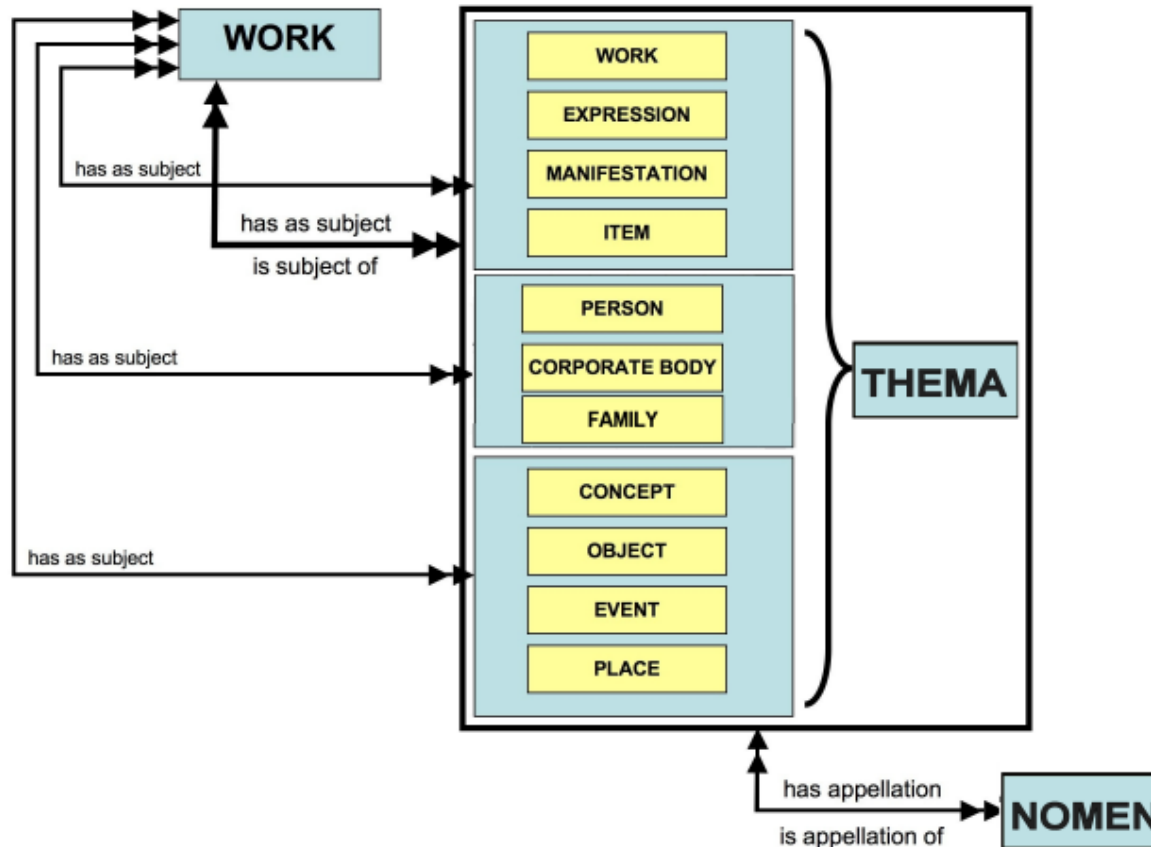 WORK
WORK
EXPRESSION
MANIFESTATION
has as subject
has as subject
ITEM
is subject of
PERSON
has as subject
CORPORATE BODY
THEMA
FAMILY
CONCEPT
OBJECT
has as subject
EVENT
PLACE
has appellation
NOMEN
is appellation of